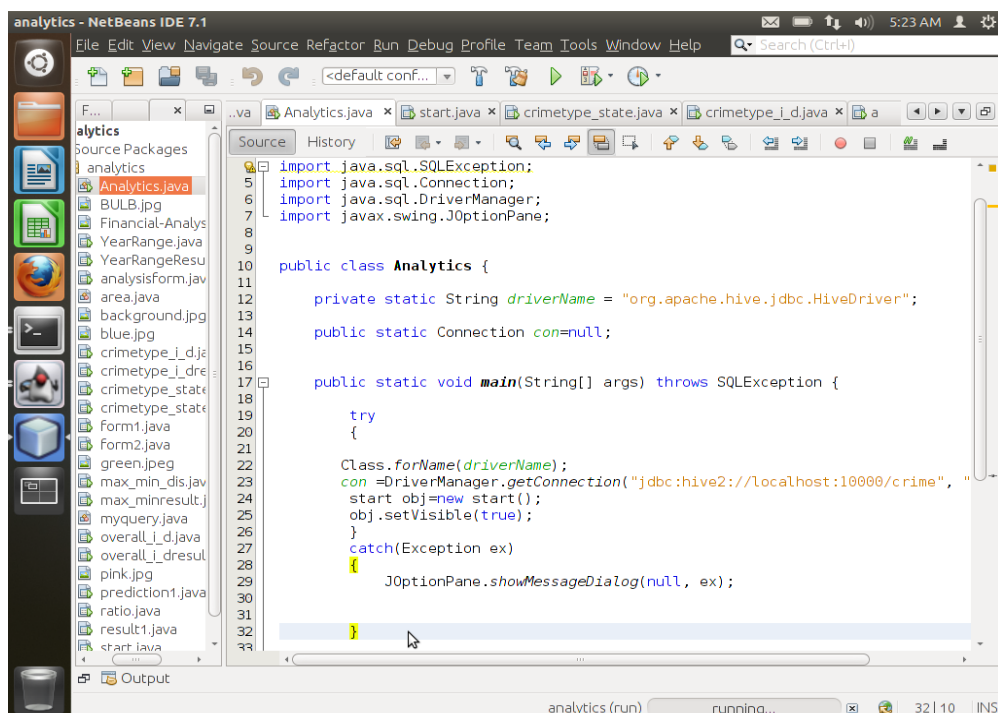 analytics - NetBeans IDE 7.1
5:23 AM
File Edit View Navigate Source Refactor Run Debug Profile Team Tools Window Help
Search (Ctrl+I)
<default conf...
F...
..va
Analytics.java
start.java
crimetype_state.java
crimetype_i_d.java
a
Source
History
alytics
Source Packages
analytics
Analytics.java
BULB.jpg
Financial-Analys
YearRange.java
YearRangeResu
analysisform.jav
area.java
background.jpg
blue.jpg
crimetype_i_d.ja
crimetype_i_dre
crimetype_state
crimetype_state
form1.java
form2.java
green.jpeg
max_min_dis.jav
max_minresult.j
myquery.java
overall_i_d.java
overall_i_dresul
pink.jpg
prediction1.java
ratio.java
result1.java
start.java
import java.sql.SQLException;
5 import java.sql.Connection;
6 import java.sql.DriverManager;
7 import javax.swing.JOptionPane;
8
9
10 public class Analytics {
11
12 private static String driverName = "org.apache.hive.jdbc.HiveDriver";
13
14 public static Connection con=null;
15
16
17 public static void main(String[] args) throws SQLException {
18
19 try
20 {
21
22 Class.forName(driverName);
23 con =DriverManager.getConnection("jdbc:hive2://localhost:10000/crime", "
24 start obj=new start();
25 obj.setVisible(true);
26 }
27 catch(Exception ex)
28 {
29 JOptionPane.showMessageDialog(null, ex);
30
31
32 }
33
Output
analytics (run)
running...
32|10
INS